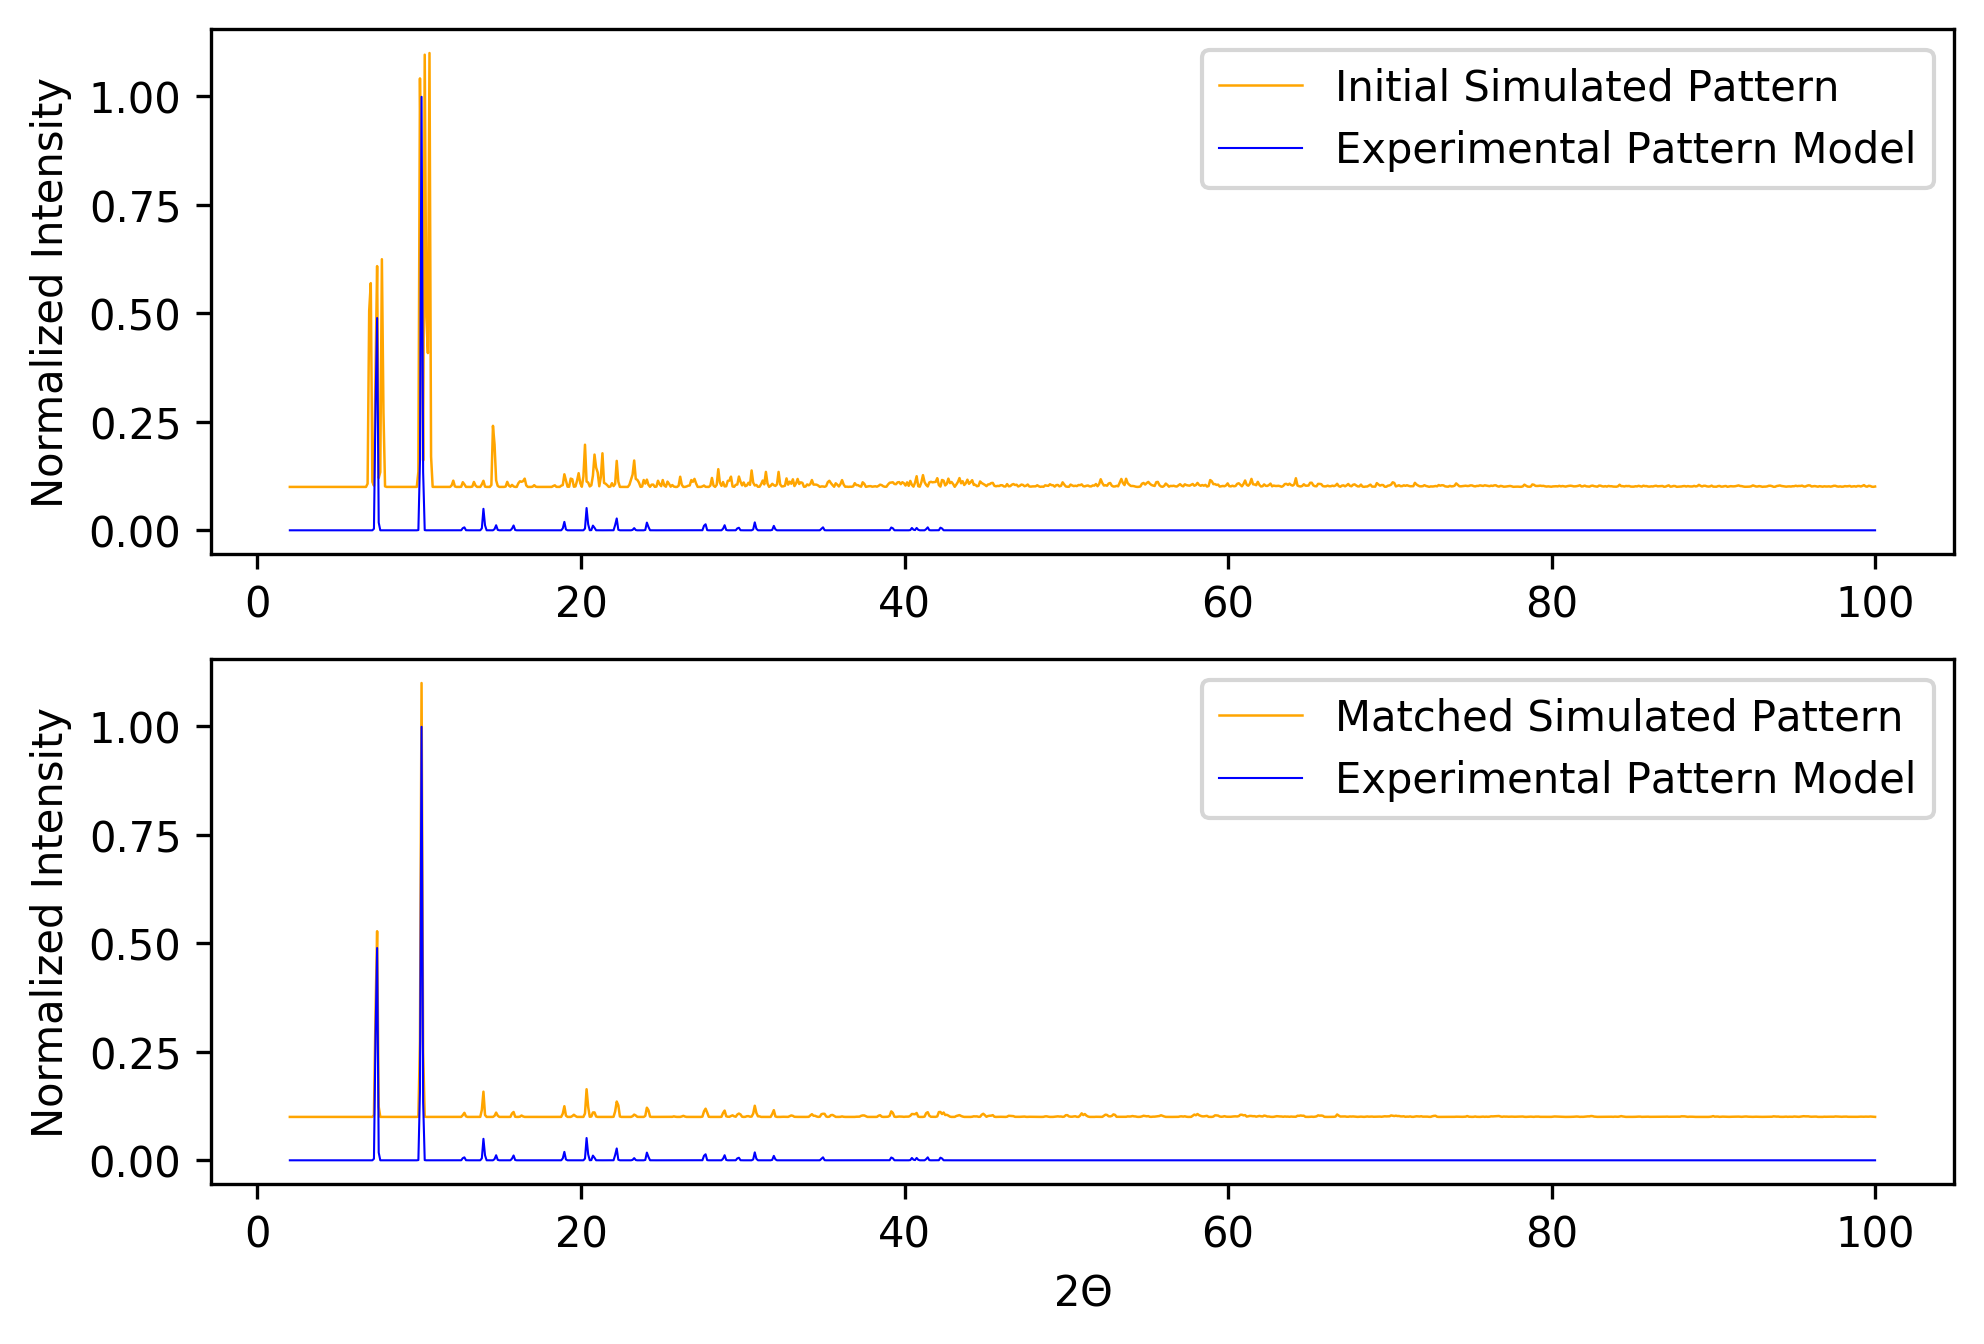 Normalized Intensity
1.00
0.75
0.50
0.25
0.00
Initial Simulated Pattern
Experimental Pattern Model
0 20 40 60 80 100
Normalized Intensity
1.00
0.75
0.50
0.25
0.00
Matched Simulated Pattern
Experimental Pattern Model
0 20 40 60 80 100
2Θ